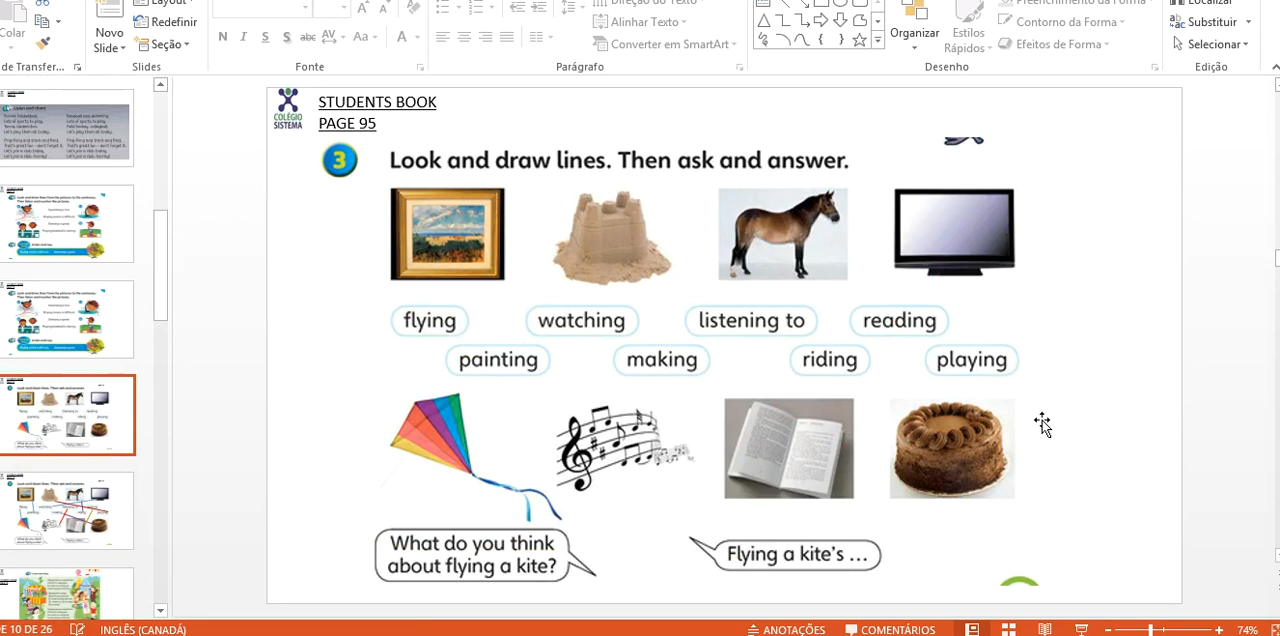 Layout
Redefinir
Novo
Slide
Seção
de Transfer...
Slides
N I S S abc AV Aa A
Fonte
Direção do Texto
Alinhar Texto
Converter em SmartArt
Parágrafo
Organizar
Estilos
Rápidos
Preenchimento da Forma
Contorno da Forma
Efeitos de Forma
Desenho
Localizar
Substituir
Selecionar
Edição
COLÉGIO
SISTEMA
STUDENTS BOOK
PAGE 95
3 Look and draw lines. Then ask and answer.
flying watching listening to reading
painting making riding playing
What do you think
about flying a kite?
Flying a kite's ...
DE 10 DE 26 INGLÊS (CANADÁ) ANOTAÇÕES COMENTÁRIOS 74%